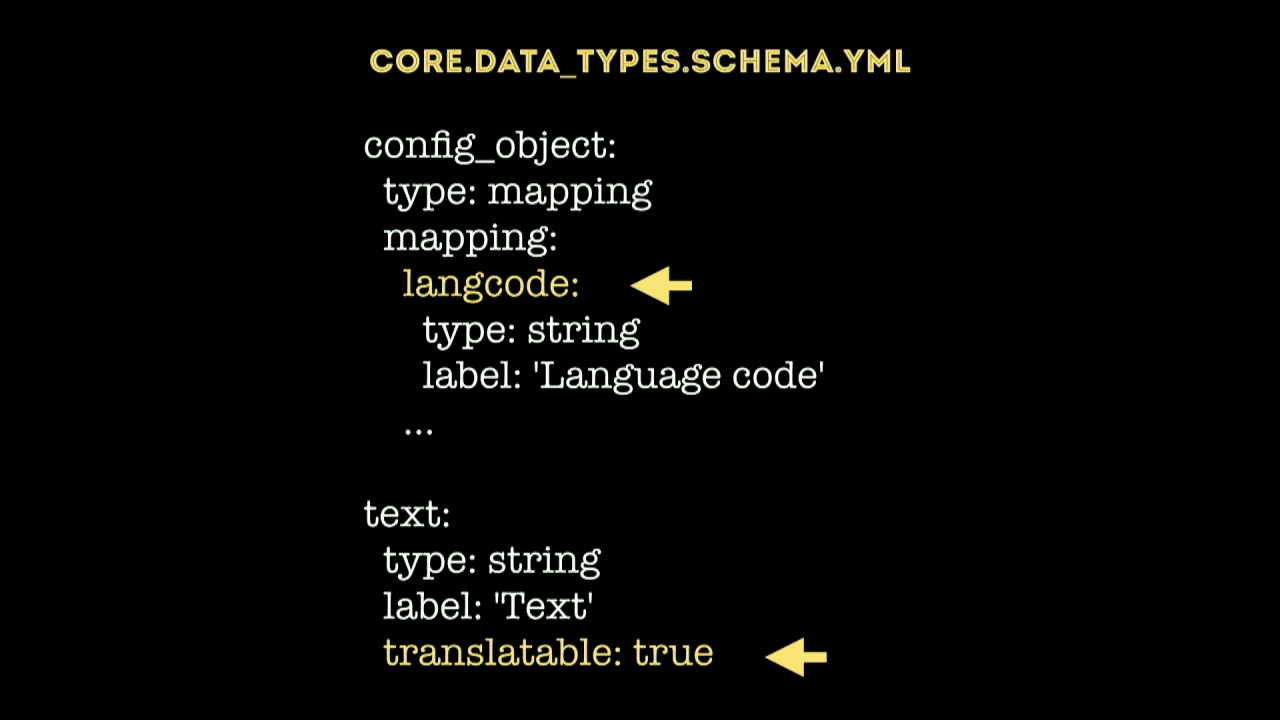 CORE.DATA_TYPES.SCHEMA.YML
config_object:
type: mapping
mapping:
langcode:
type: string
label: 'Language code'
...
text:
type: string
label: 'Text'
translatable: true